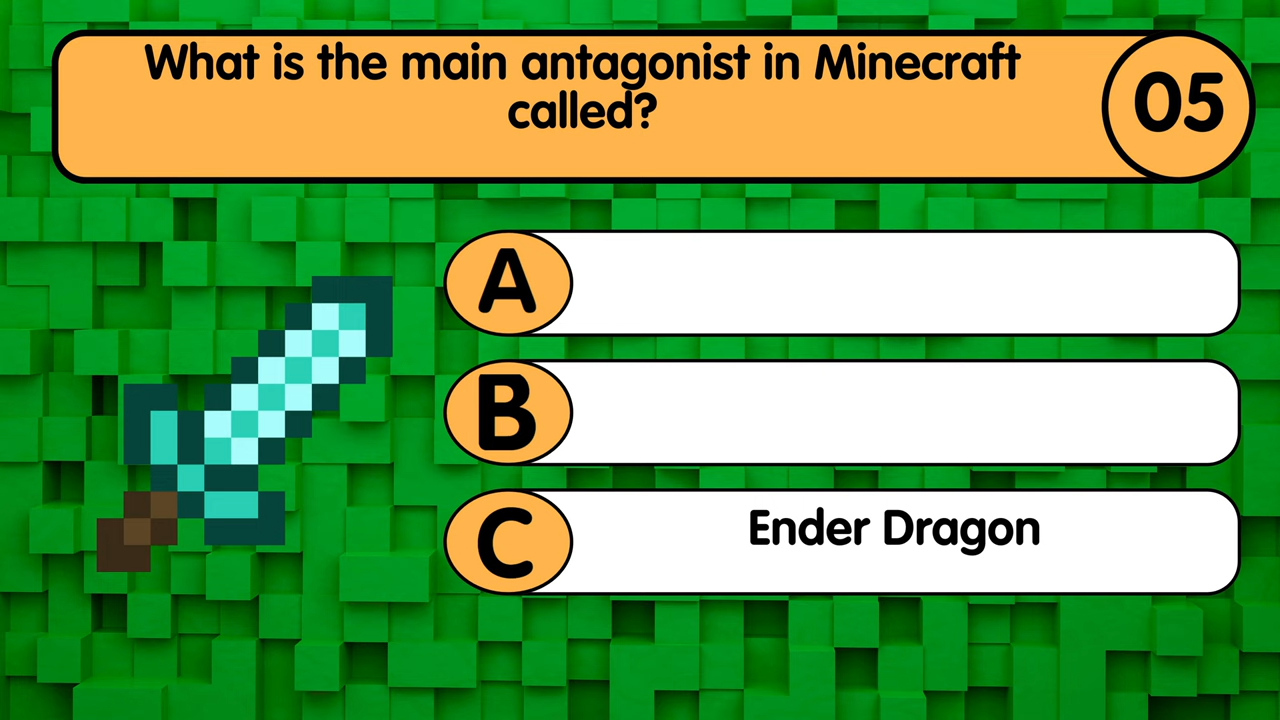 What is the main antagonist in Minecraft
called?
05
A
B
C
Ender Dragon